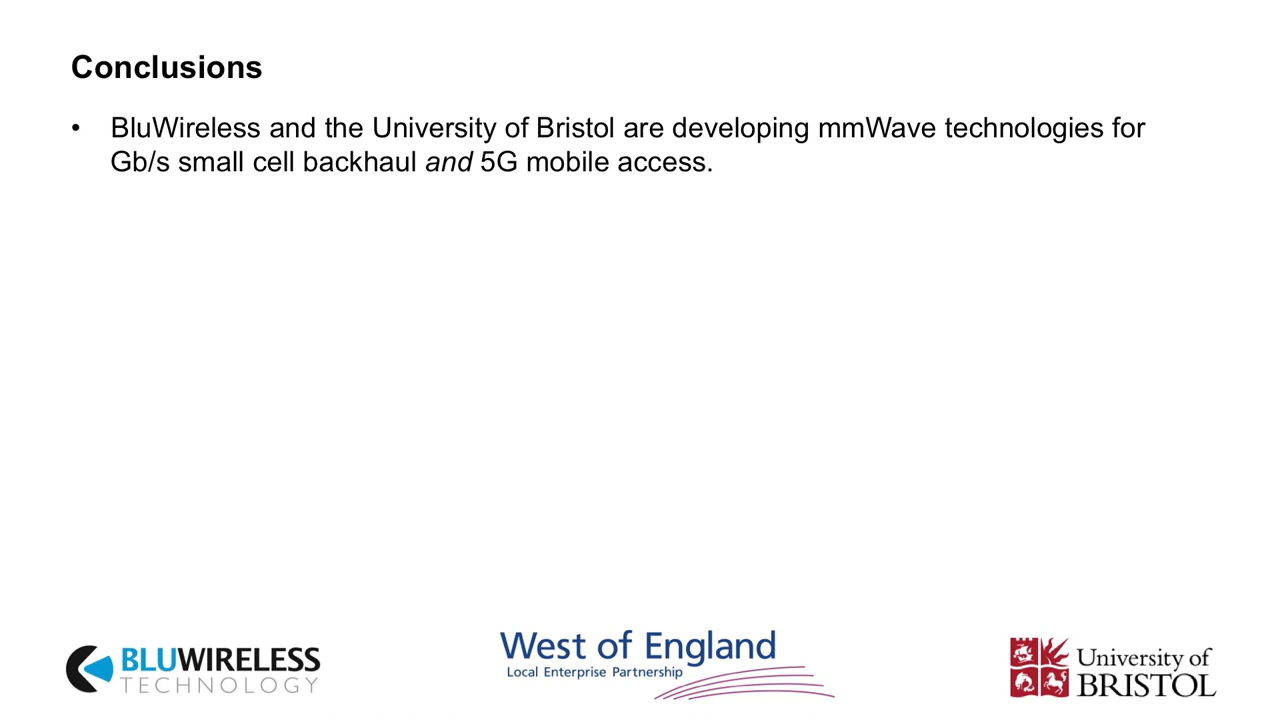 Conclusions
• BluWireless and the University of Bristol are developing mmWave technologies for
Gb/s small cell backhaul and 5G mobile access.
BLUWIRELESS
TECHNOLOGY
West of England
Local Enterprise Partnership
University of
BRISTOL